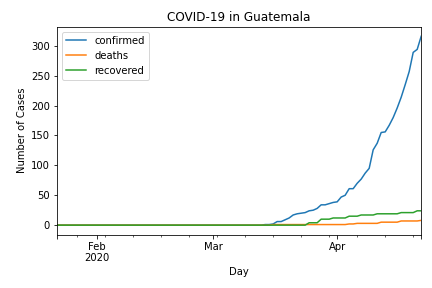 COVID-19 in Guatemala
confirmed
deaths
recovered
Number of Cases
300
250
200
150
100
50
0
Feb
2020
Mar
Apr
Day